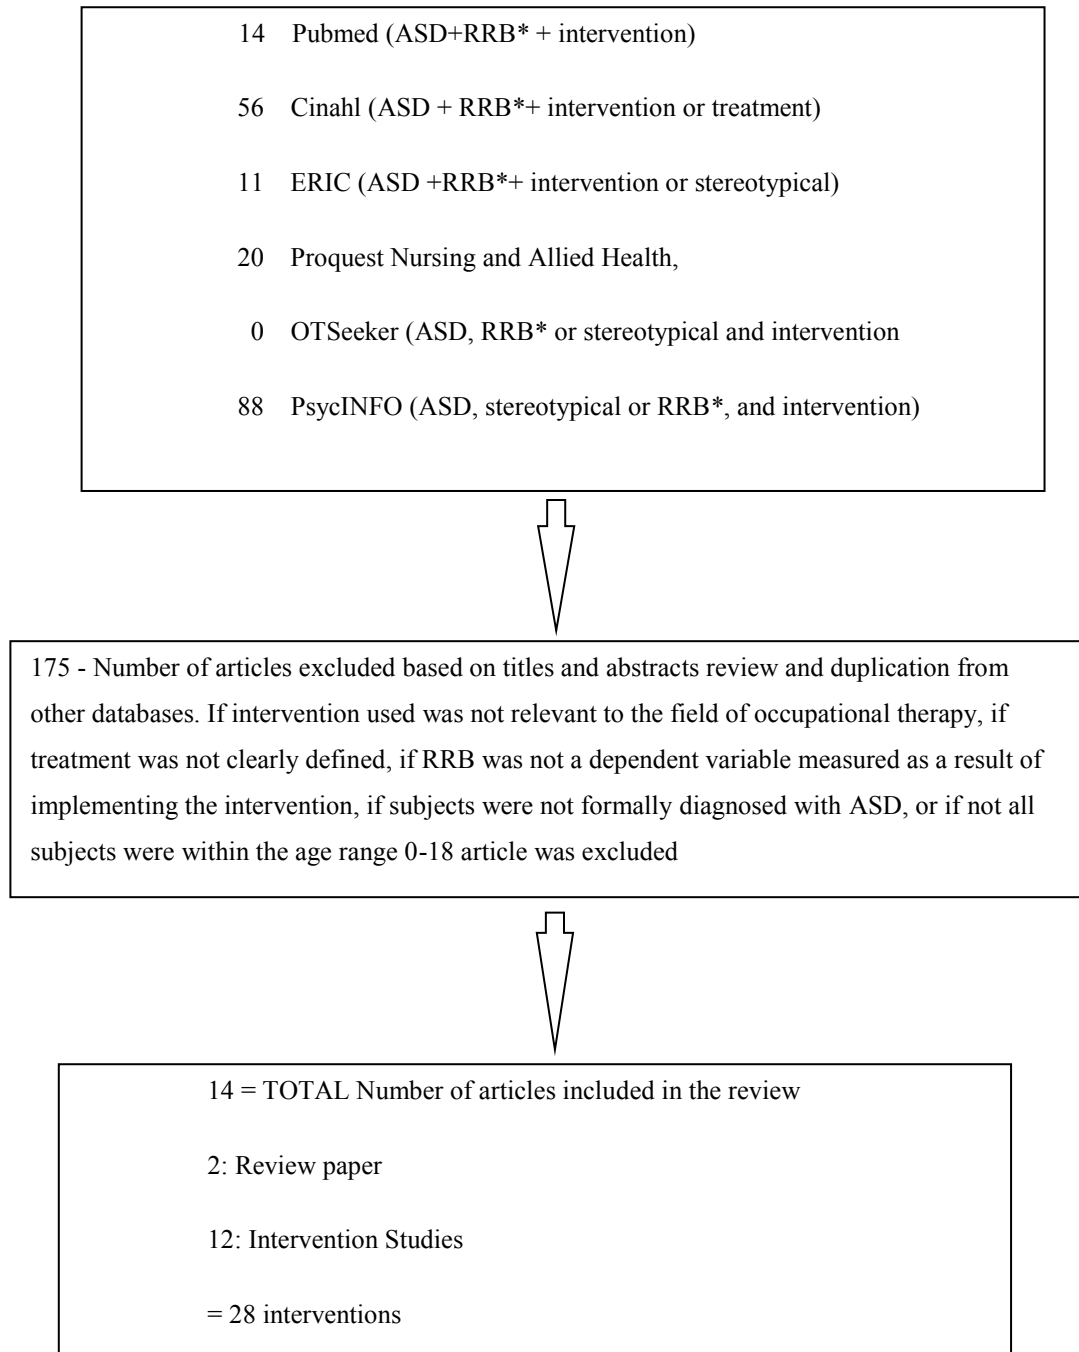 14 Pubmed (ASD+RRB* + intervention)
56 Cinahl (ASD + RRB*+ intervention or treatment)
11 ERIC (ASD +RRB*+ intervention or stereotypical)
20 Proquest Nursing and Allied Health,
0 OTSeeker (ASD, RRB* or stereotypical and intervention
88 PsycINFO (ASD, stereotypical or RRB*, and intervention)
175 - Number of articles excluded based on titles and abstracts review and duplication from
other databases. If intervention used was not relevant to the field of occupational therapy, if
treatment was not clearly defined, if RRB was not a dependent variable measured as a result of
implementing the intervention, if subjects were not formally diagnosed with ASD, or if not all
subjects were within the age range 0-18 article was excluded
14 = TOTAL Number of articles included in the review
2: Review paper
12: Intervention Studies
= 28 interventions